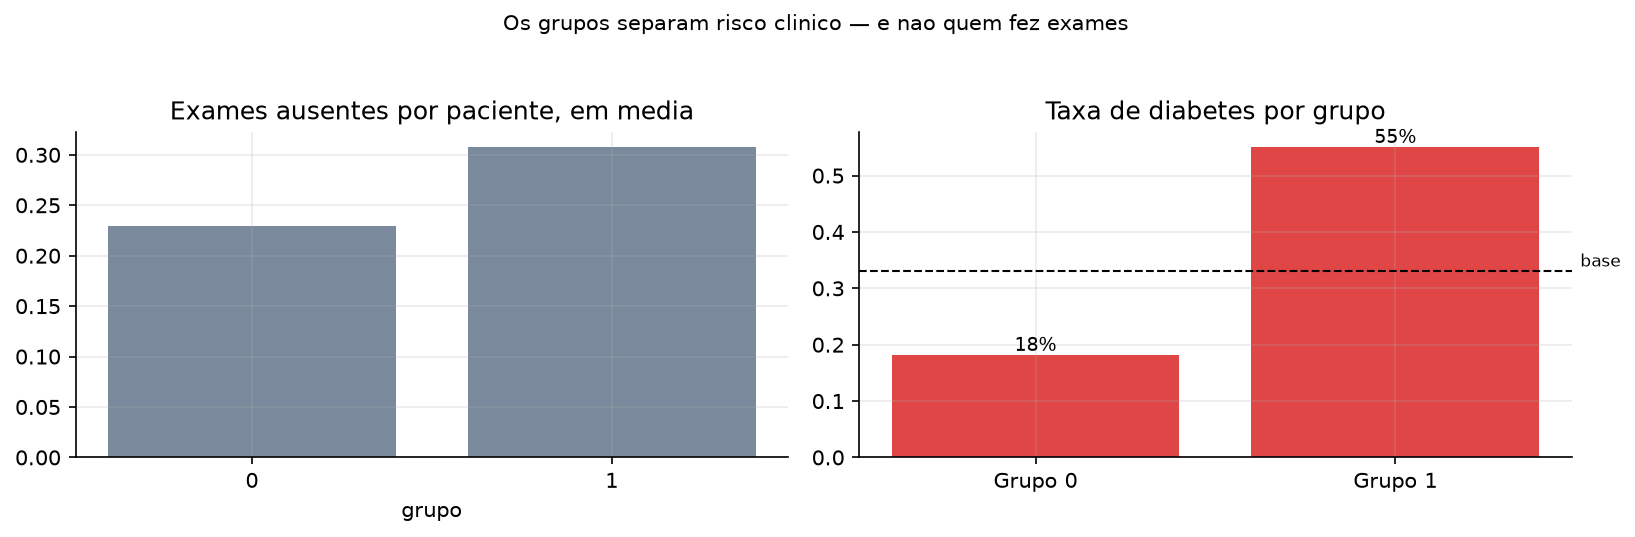 Os grupos separam risco clinico — e nao quem fez exames
Exames ausentes por paciente, em media
0.30
0.25
0.20
0.15
0.10
0.05
0.00
0
1
grupo
Taxa de diabetes por grupo
55%
18%
base
0.5
0.4
0.3
0.2
0.1
0.0
Grupo 0
Grupo 1